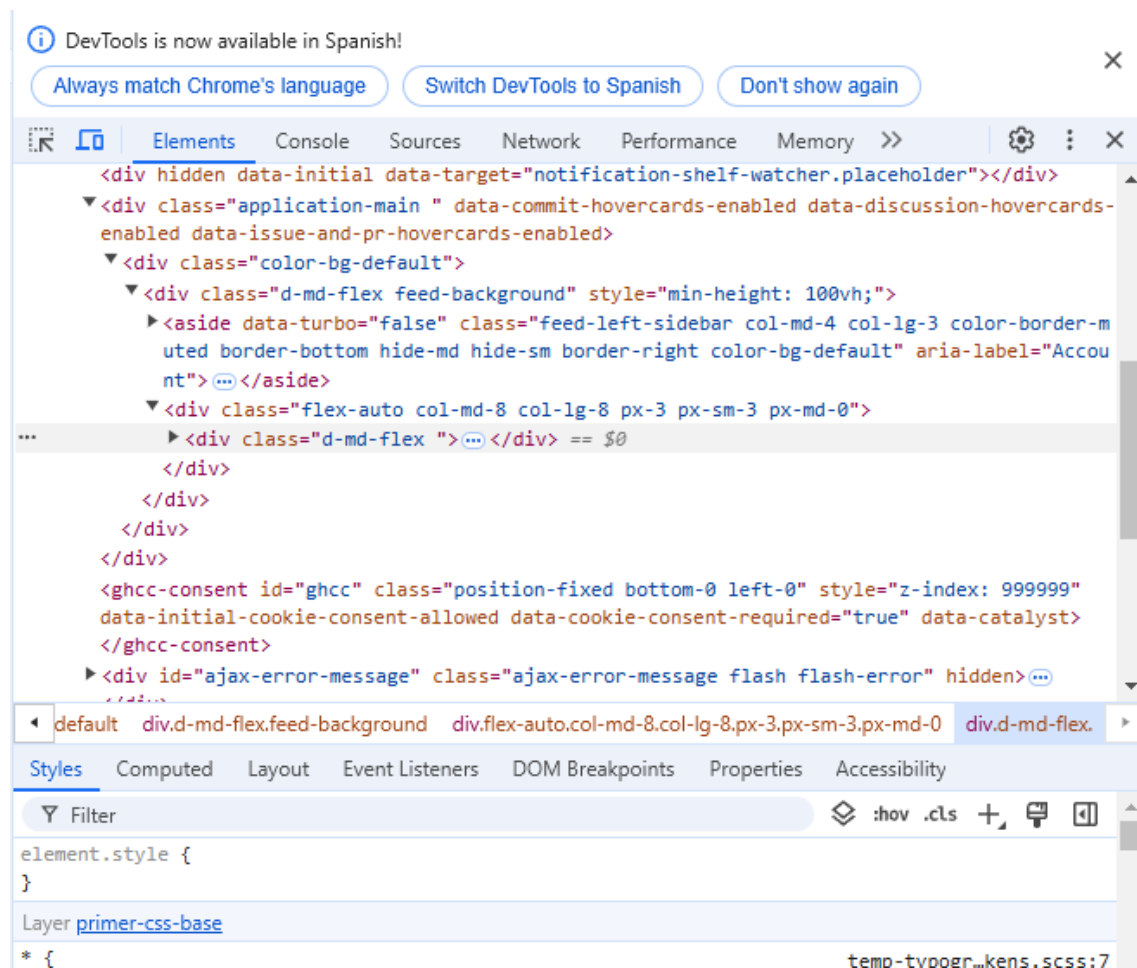 DevTools is now available in Spanish!
Always match Chrome's language Switch DevTools to Spanish Don't show again
Elements Console Sources Network Performance Memory
<div hidden data-initial data-target="notification-shelf-watcher.placeholder"></div>
<div class="application-main " data-commit-hovercards-enabled data-discussion-hovercards-
enabled data-issue-and-pr-hovercards-enabled>
<div class="color-bg-default">
<div class="d-md-flex feed-background" style="min-height: 100vh;">
<aside data-turbo="false" class="feed-left-sidebar col-md-4 col-lg-3 color-border-m
uted border-bottom hide-md hide-sm border-right color-bg-default" aria-label="Accou
nt">…</aside>
<div class="flex-auto col-md-8 col-lg-8 px-3 px-sm-3 px-md-0">
… <div class="d-md-flex ">…</div> == $0
</div>
</div>
</div>
</div>
<ghcc-consent id="ghcc" class="position-fixed bottom-0 left-0" style="z-index: 999999"
data-initial-cookie-consent-allowed data-cookie-consent-required="true" data-catalyst>
</ghcc-consent>
<div id="ajax-error-message" class="ajax-error-message flash flash-error" hidden>…
default div.d-md-flex.feed-background div.flex-auto.col-md-8.col-lg-8.px-3.px-sm-3.px-md-0 div.d-md-flex.
Styles Computed Layout Event Listeners DOM Breakpoints Properties Accessibility
Filter :hov .cls
element.style {
}
Layer primer-css-base
* { temp-typogr…kens.scss:7